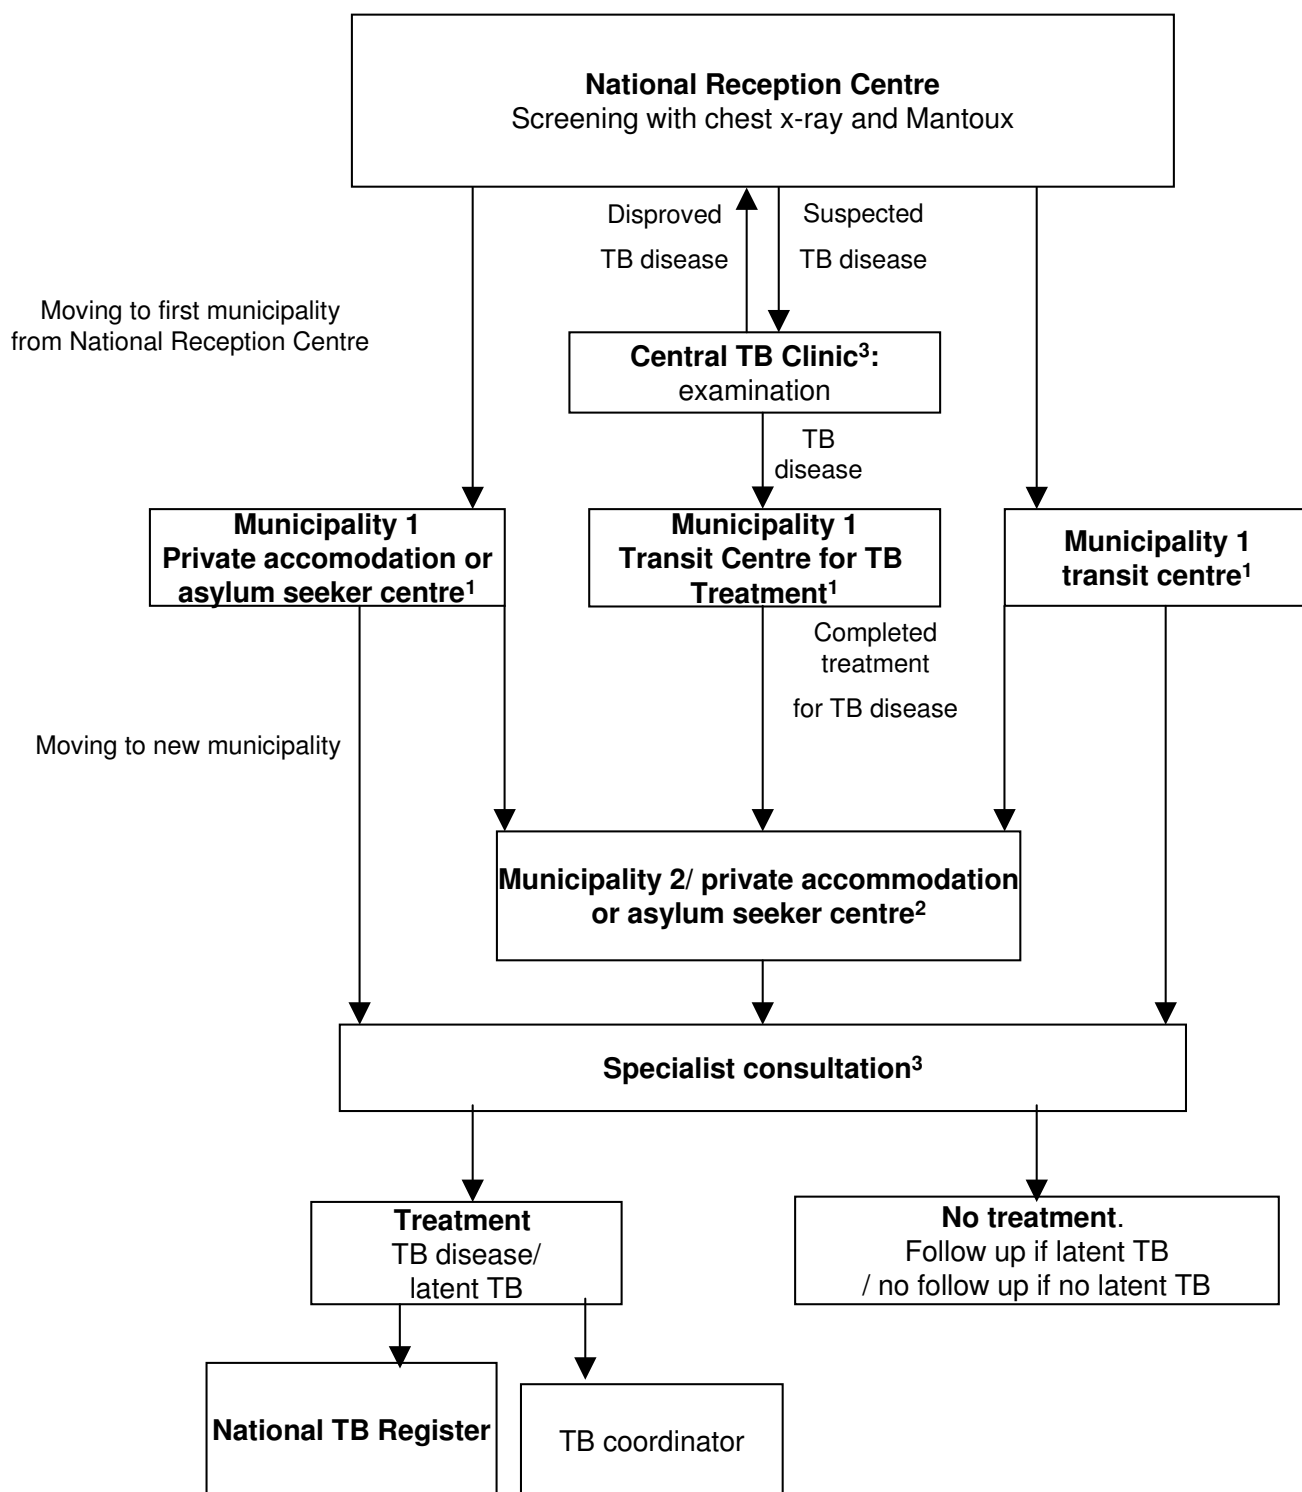 National Reception Centre
Screening with chest x-ray and Mantoux
Disproved
TB disease
Suspected
TB disease
Moving to first municipality
from National Reception Centre
Central TB Clinic³:
examination
TB
disease
Municipality 1
Private accomodation or
asylum seeker centre¹
Municipality 1
Transit Centre for TB
Treatment¹
Municipality 1
transit centre¹
Completed
treatment
for TB disease
Moving to new municipality
Municipality 2/ private accommodation
or asylum seeker centre²
Specialist consultation³
Treatment
TB disease/
latent TB
No treatment.
Follow up if latent TB
/ no follow up if no latent TB
National TB Register
TB coordinator